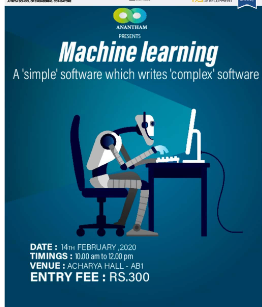 ANANTHAM
PRESENTS
Machine learning
A 'simple' software which writes 'complex' software
DATE : 14TH FEBRUARY ,2020
TIMINGS : 10.00 am to 12.00 pm
VENUE : ACHARYA HALL - AB1
ENTRY FEE : RS.300